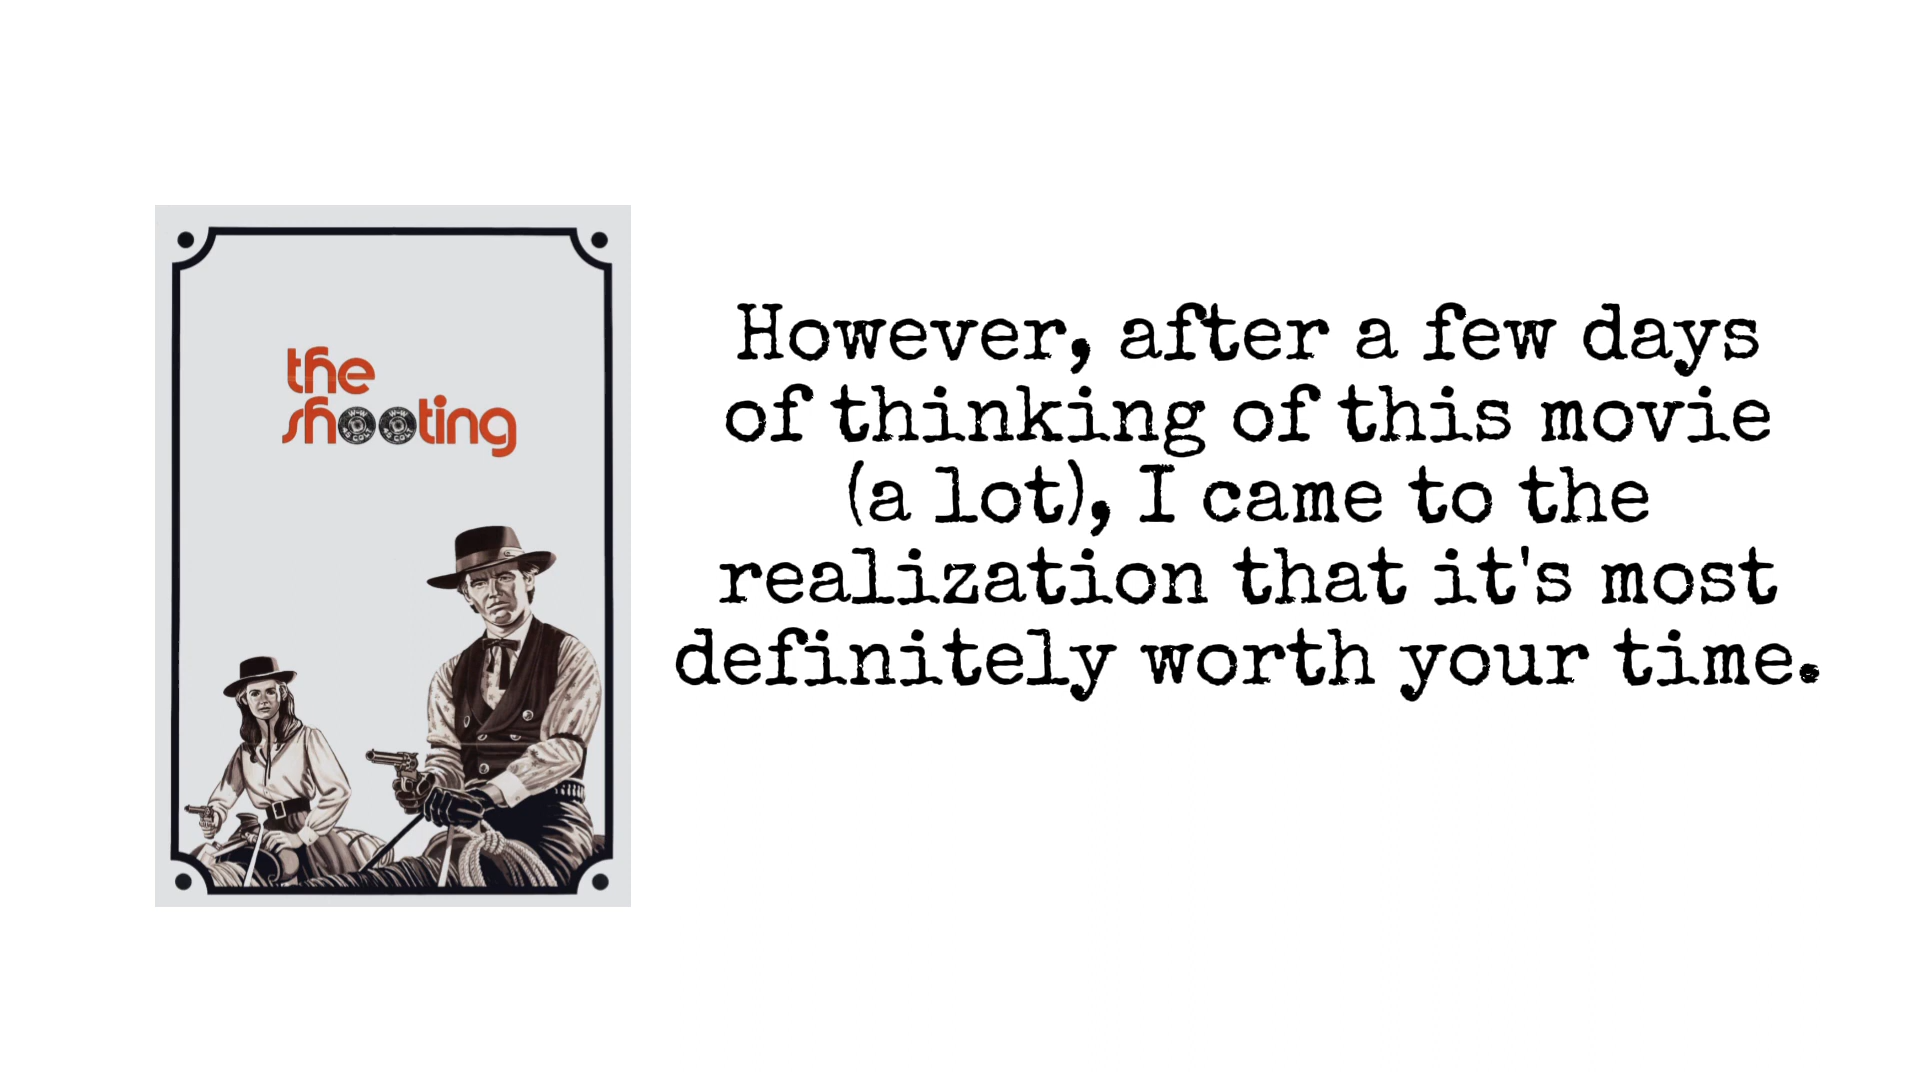 the
shooting
However, after a few days
of thinking of this movie
(a lot), I came to the
realization that it's most
definitely worth your time.